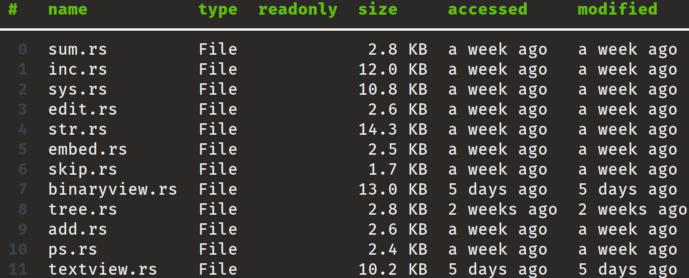 # name type readonly size accessed modified
0 sum.rs File 2.8 KB a week ago a week ago
1 inc.rs File 12.0 KB a week ago a week ago
2 sys.rs File 10.8 KB a week ago a week ago
3 edit.rs File 2.6 KB a week ago a week ago
4 str.rs File 14.3 KB a week ago a week ago
5 embed.rs File 2.5 KB a week ago a week ago
6 skip.rs File 1.7 KB a week ago a week ago
7 binaryview.rs File 13.0 KB 5 days ago 5 days ago
8 tree.rs File 2.8 KB 2 weeks ago 2 weeks ago
9 add.rs File 2.6 KB a week ago a week ago
10 ps.rs File 2.4 KB a week ago a week ago
11 textview.rs File 10.2 KB 5 days ago 5 days ago